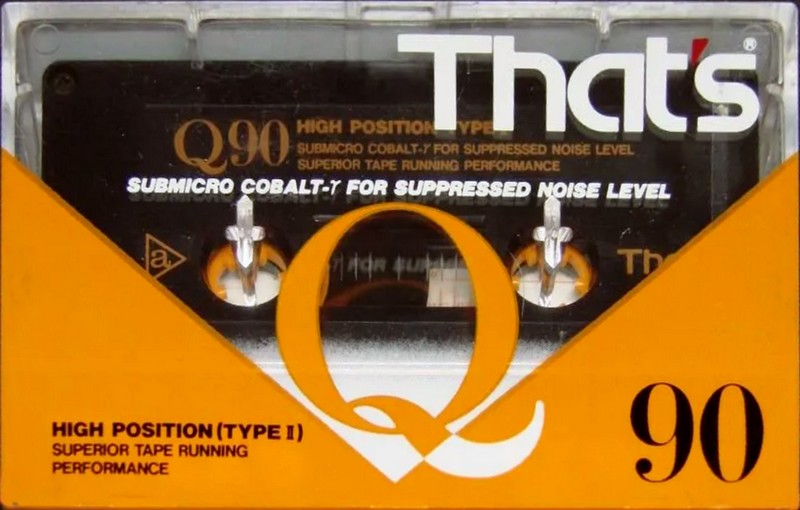 That's®
Q90 HIGH POSITION TYPE
SUBMICRO COBALT-γ FOR SUPPRESSED NOISE LEVEL
SUPERIOR TAPE RUNNING PERFORMANCE
SUBMICRO COBALT-γ FOR SUPPRESSED NOISE LEVEL
a.
Th
Q
HIGH POSITION (TYPE II)
SUPERIOR TAPE RUNNING
PERFORMANCE
90